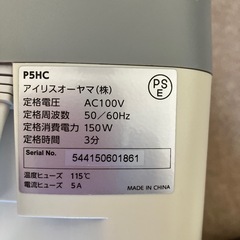 P5HC
PS
E
アイリスオーヤマ(株)
定格電圧 AC100V
定格周波数 50/60Hz
定格消費電力 150W
定格時間 3分
Serial No. 544150601861
温度ヒューズ 115℃
電流ヒューズ 5A
MADE IN CHINA